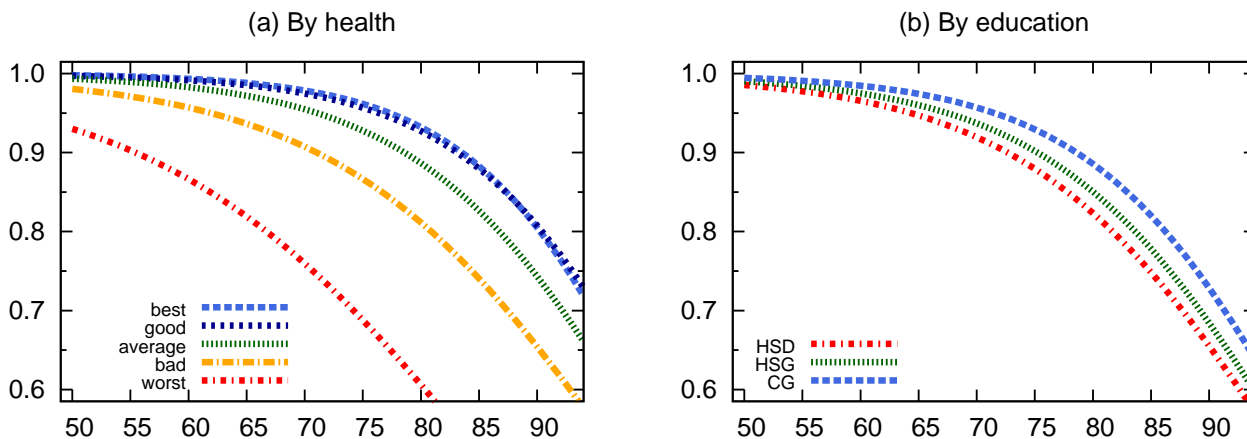 (a) By health
1.0
0.9
0.8
0.7
0.6
best
good
average
bad
worst
50 55 60 65 70 75 80 85 90
(b) By education
1.0
0.9
0.8
0.7
0.6
HSD
HSG
CG
50 55 60 65 70 75 80 85 90